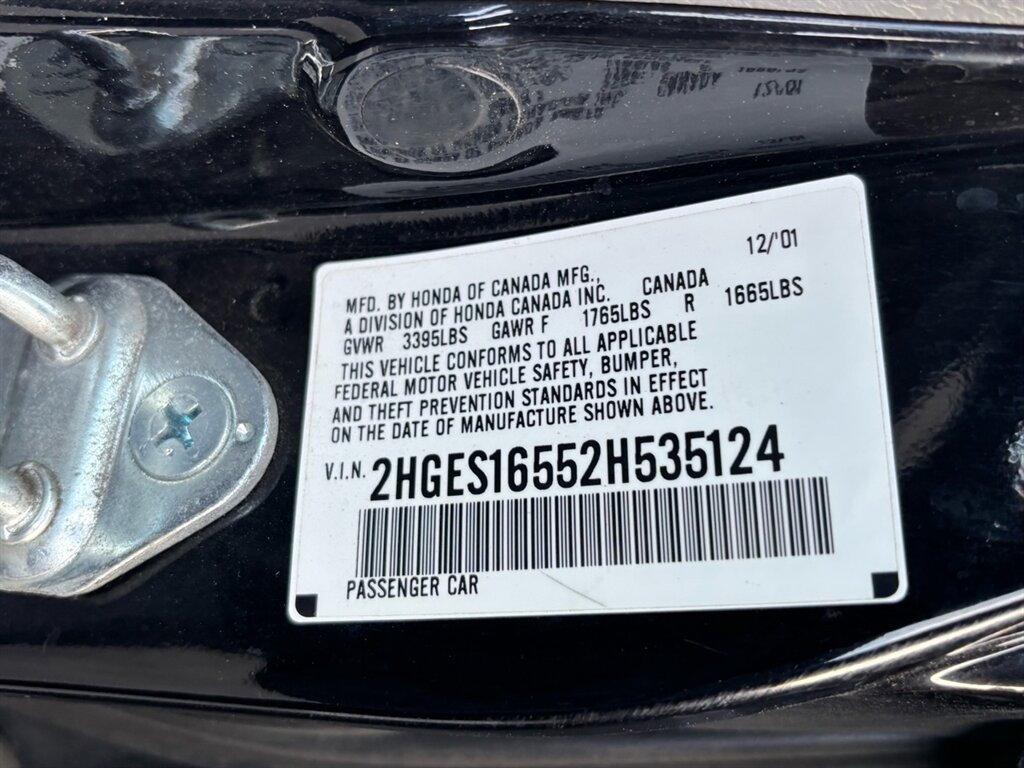 12/'01
MFD. BY HONDA OF CANADA MFG.,
A DIVISION OF HONDA CANADA INC. CANADA
GVWR 3395LBS GAWR F 1765LBS R 1665LBS
THIS VEHICLE CONFORMS TO ALL APPLICABLE
FEDERAL MOTOR VEHICLE SAFETY, BUMPER,
AND THEFT PREVENTION STANDARDS IN EFFECT
ON THE DATE OF MANUFACTURE SHOWN ABOVE.
V.I.N. 2HGES16552H535124
PASSENGER CAR